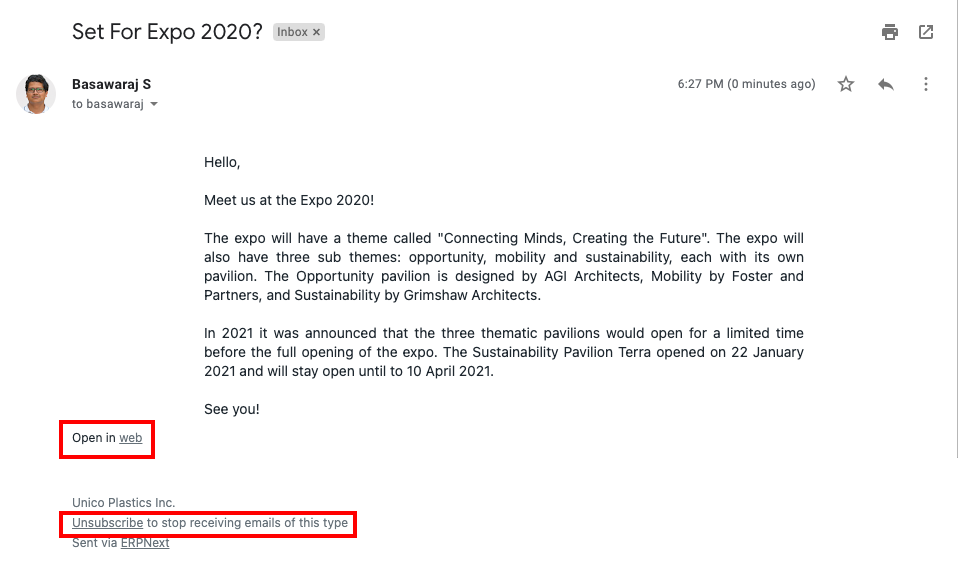 Set For Expo 2020? Inbox ×
Basawaraj S 6:27 PM (0 minutes ago)
to basawaraj
Hello,
Meet us at the Expo 2020!
The expo will have a theme called "Connecting Minds, Creating the Future". The expo will
also have three sub themes: opportunity, mobility and sustainability, each with its own
pavilion. The Opportunity pavilion is designed by AGI Architects, Mobility by Foster and
Partners, and Sustainability by Grimshaw Architects.
In 2021 it was announced that the three thematic pavilions would open for a limited time
before the full opening of the expo. The Sustainability Pavilion Terra opened on 22 January
2021 and will stay open until to 10 April 2021.
See you!
Open in web
Unico Plastics Inc.
Unsubscribe to stop receiving emails of this type
Sent via ERPNext